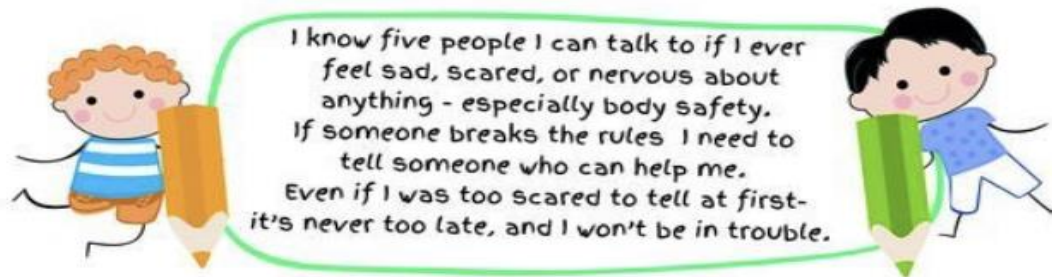 I know five people I can talk to if I ever
feel sad, scared, or nervous about
anything - especially body safety.
If someone breaks the rules I need to
tell someone who can help me.
Even if I was too scared to tell at first-
it's never too late, and I won't be in trouble.